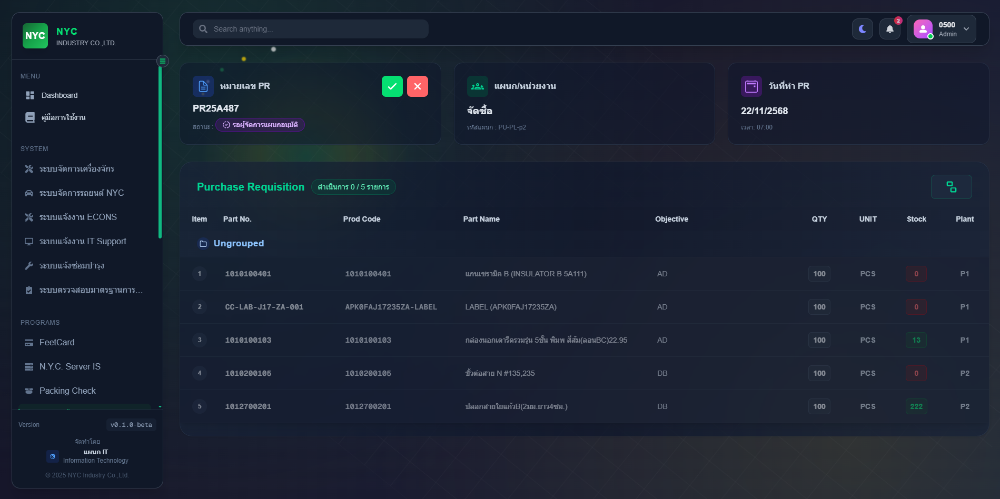 NYC
NYC
INDUSTRY CO.,LTD.
MENU
Dashboard
คู่มือการใช้งาน
SYSTEM
ระบบจัดการเครื่องจักร
ระบบจัดการรถยนต์ NYC
ระบบแจ้งงาน ECONS
ระบบแจ้งงาน IT Support
ระบบแจ้งซ่อมบำรุง
ระบบตรวจสอบมาตรฐานการ...
PROGRAMS
FeetCard
N.Y.C. Server IS
Packing Check
Version v0.1.0-beta
จัดทำโดย
แผนก IT
Information Technology
© 2025 NYC Industry Co.,Ltd.
Search anything...
2
0500
Admin
หมายเลข PR
PR25A487
สถานะ : รอผู้จัดการแผนกอนุมัติ
แผนก/หน่วยงาน
จัดซื้อ
รหัสแผนก : PU-PL-p2
วันที่ทำ PR
22/11/2568
เวลา: 07:00
Purchase Requisition ดำเนินการ 0 / 5 รายการ
Item Part No. Prod Code Part Name Objective QTY UNIT Stock Plant
Ungrouped
1 1010100401 1010100401 แกนเซรามิค B (INSULATOR B 5A111) AD 100 PCS 0 P1
2 CC-LAB-J17-ZA-001 APK0FAJ17235ZA-LABEL LABEL (APK0FAJ17235ZA) AD 100 PCS 0 P1
3 1010100103 1010100103 กล่องนอกเตารีดรวมรุ่น 5ชั้น พิมพ์ สีส้ม(ลอนBC)22.95 AD 100 PCS 13 P1
4 1010200105 1010200105 ขั้วต่อสาย N #135,235 DB 100 PCS 0 P2
5 1012700201 1012700201 ปลอกสายใยแก้วB(2มม.ยาว4ซม.) DB 100 PCS 222 P2